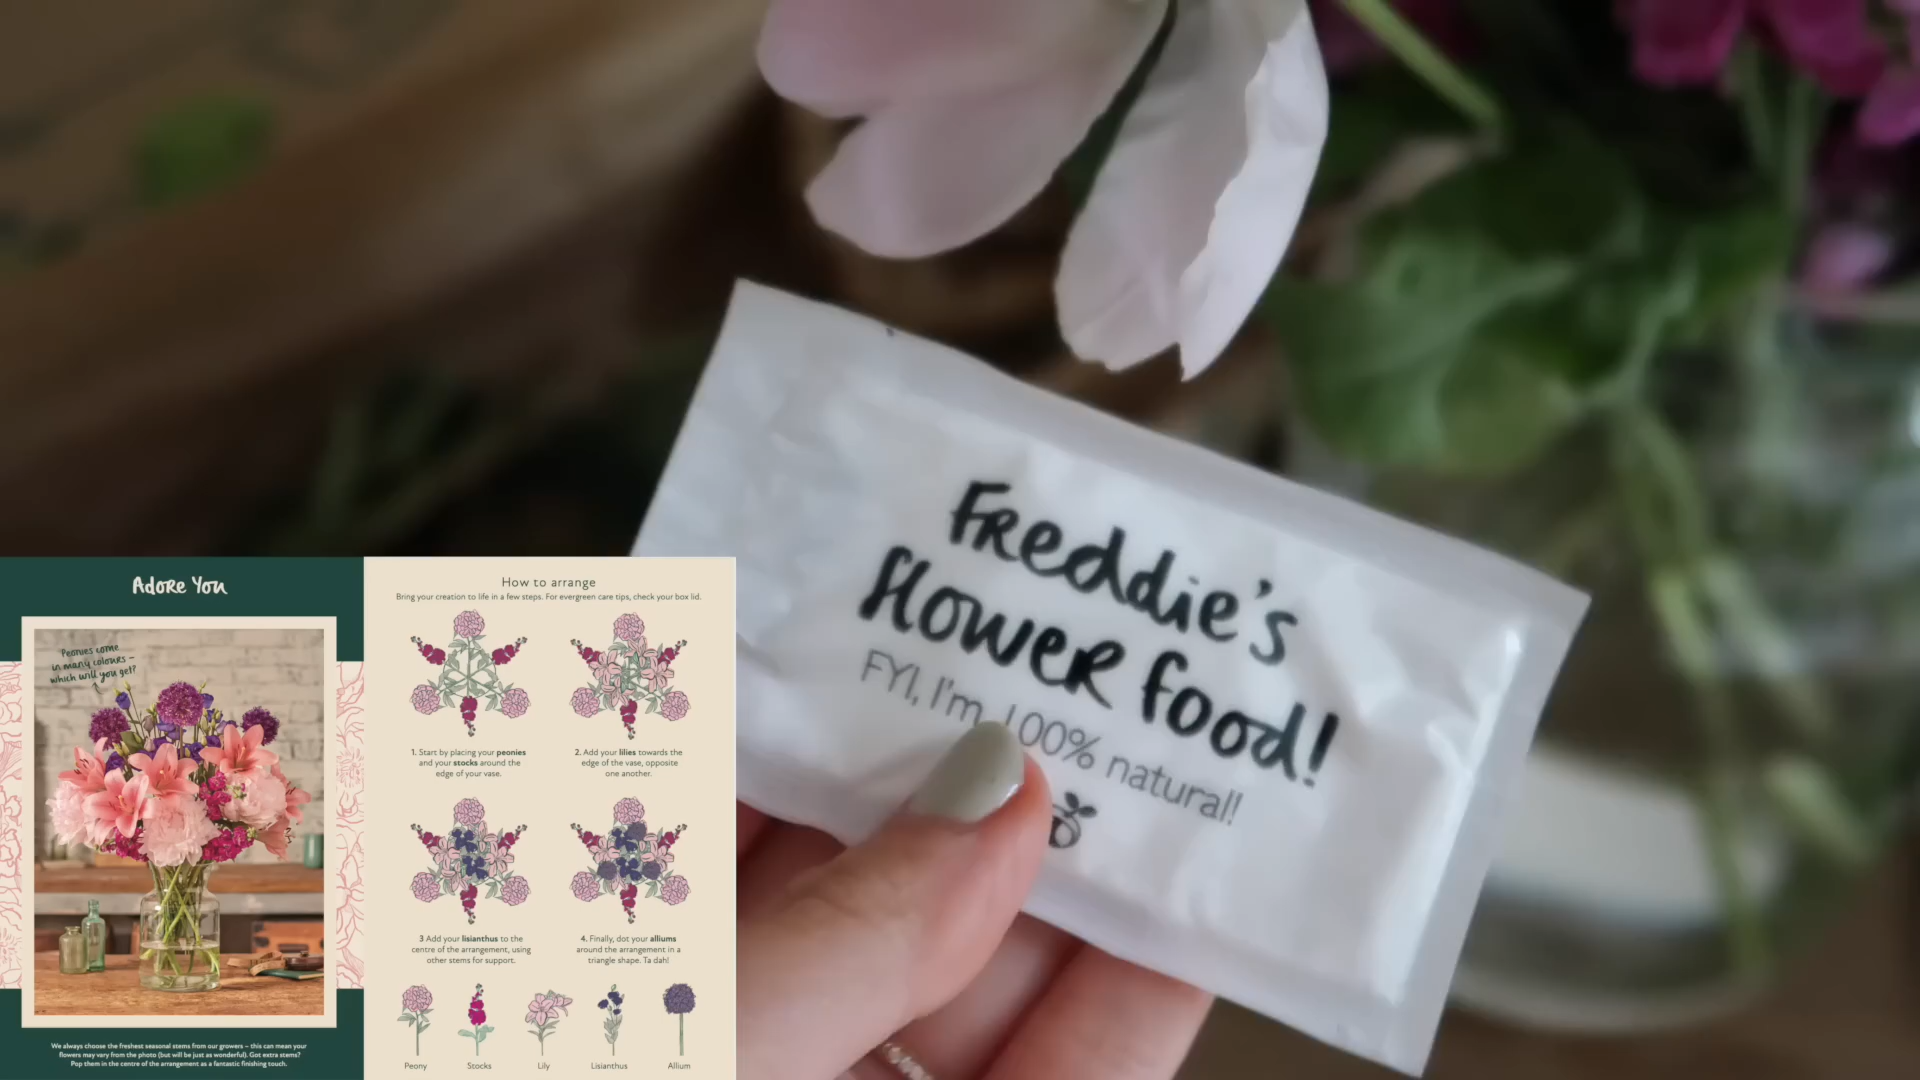 Freddie's
flower food!
FYI, I'm 100% natural!
Adore You
Peonies come
in many colours –
which will you get?
We always choose the freshest seasonal stems from our growers – this can mean your
flowers may vary from the photo (but will be just as wonderful). Got extra stems?
Pop them in the centre of the arrangement as a fantastic finishing touch.
How to arrange
Bring your creation to life in a few steps. For evergreen care tips, check your box lid.
1. Start by placing your peonies
and your stocks around the
edge of your vase.
2. Add your lilies towards the
edge of the vase, opposite
one another.
3 Add your lisianthus to the
centre of the arrangement, using
other stems for support.
4. Finally, dot your alliums
around the arrangement in a
triangle shape. Ta dah!
Peony Stocks Lily Lisianthus Allium